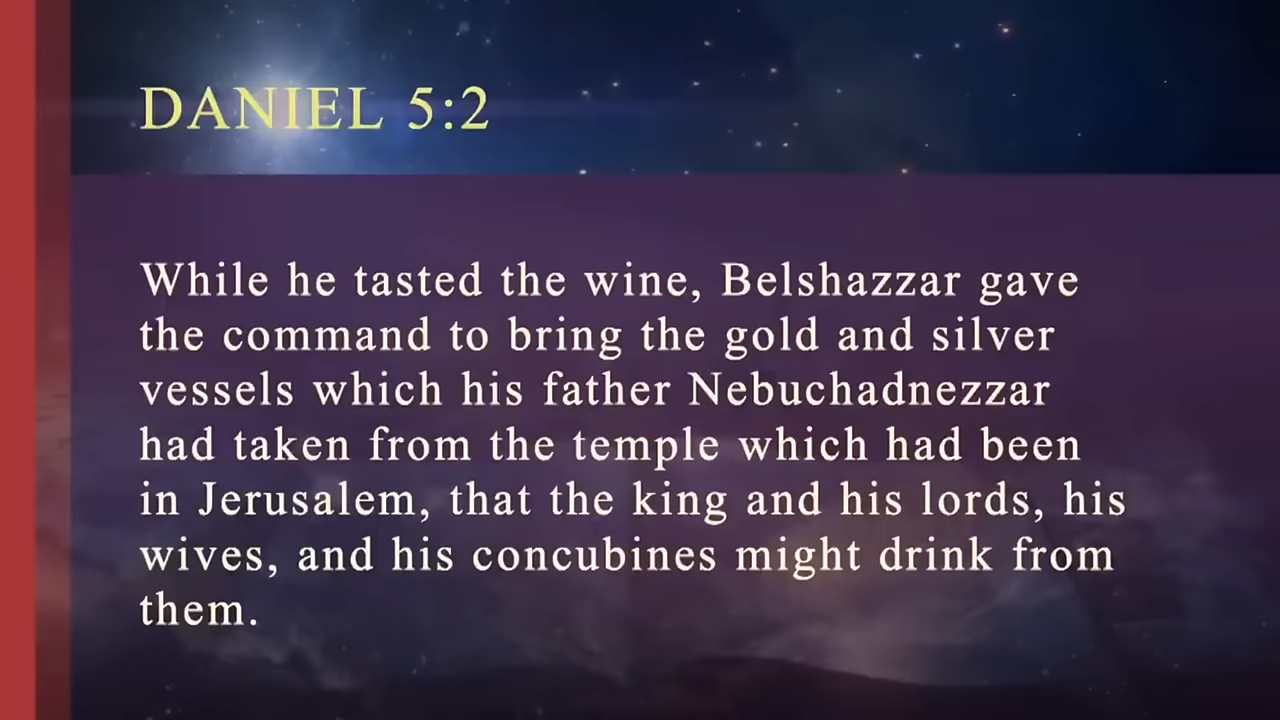 DANIEL 5:2
While he tasted the wine, Belshazzar gave
the command to bring the gold and silver
vessels which his father Nebuchadnezzar
had taken from the temple which had been
in Jerusalem, that the king and his lords, his
wives, and his concubines might drink from
them.